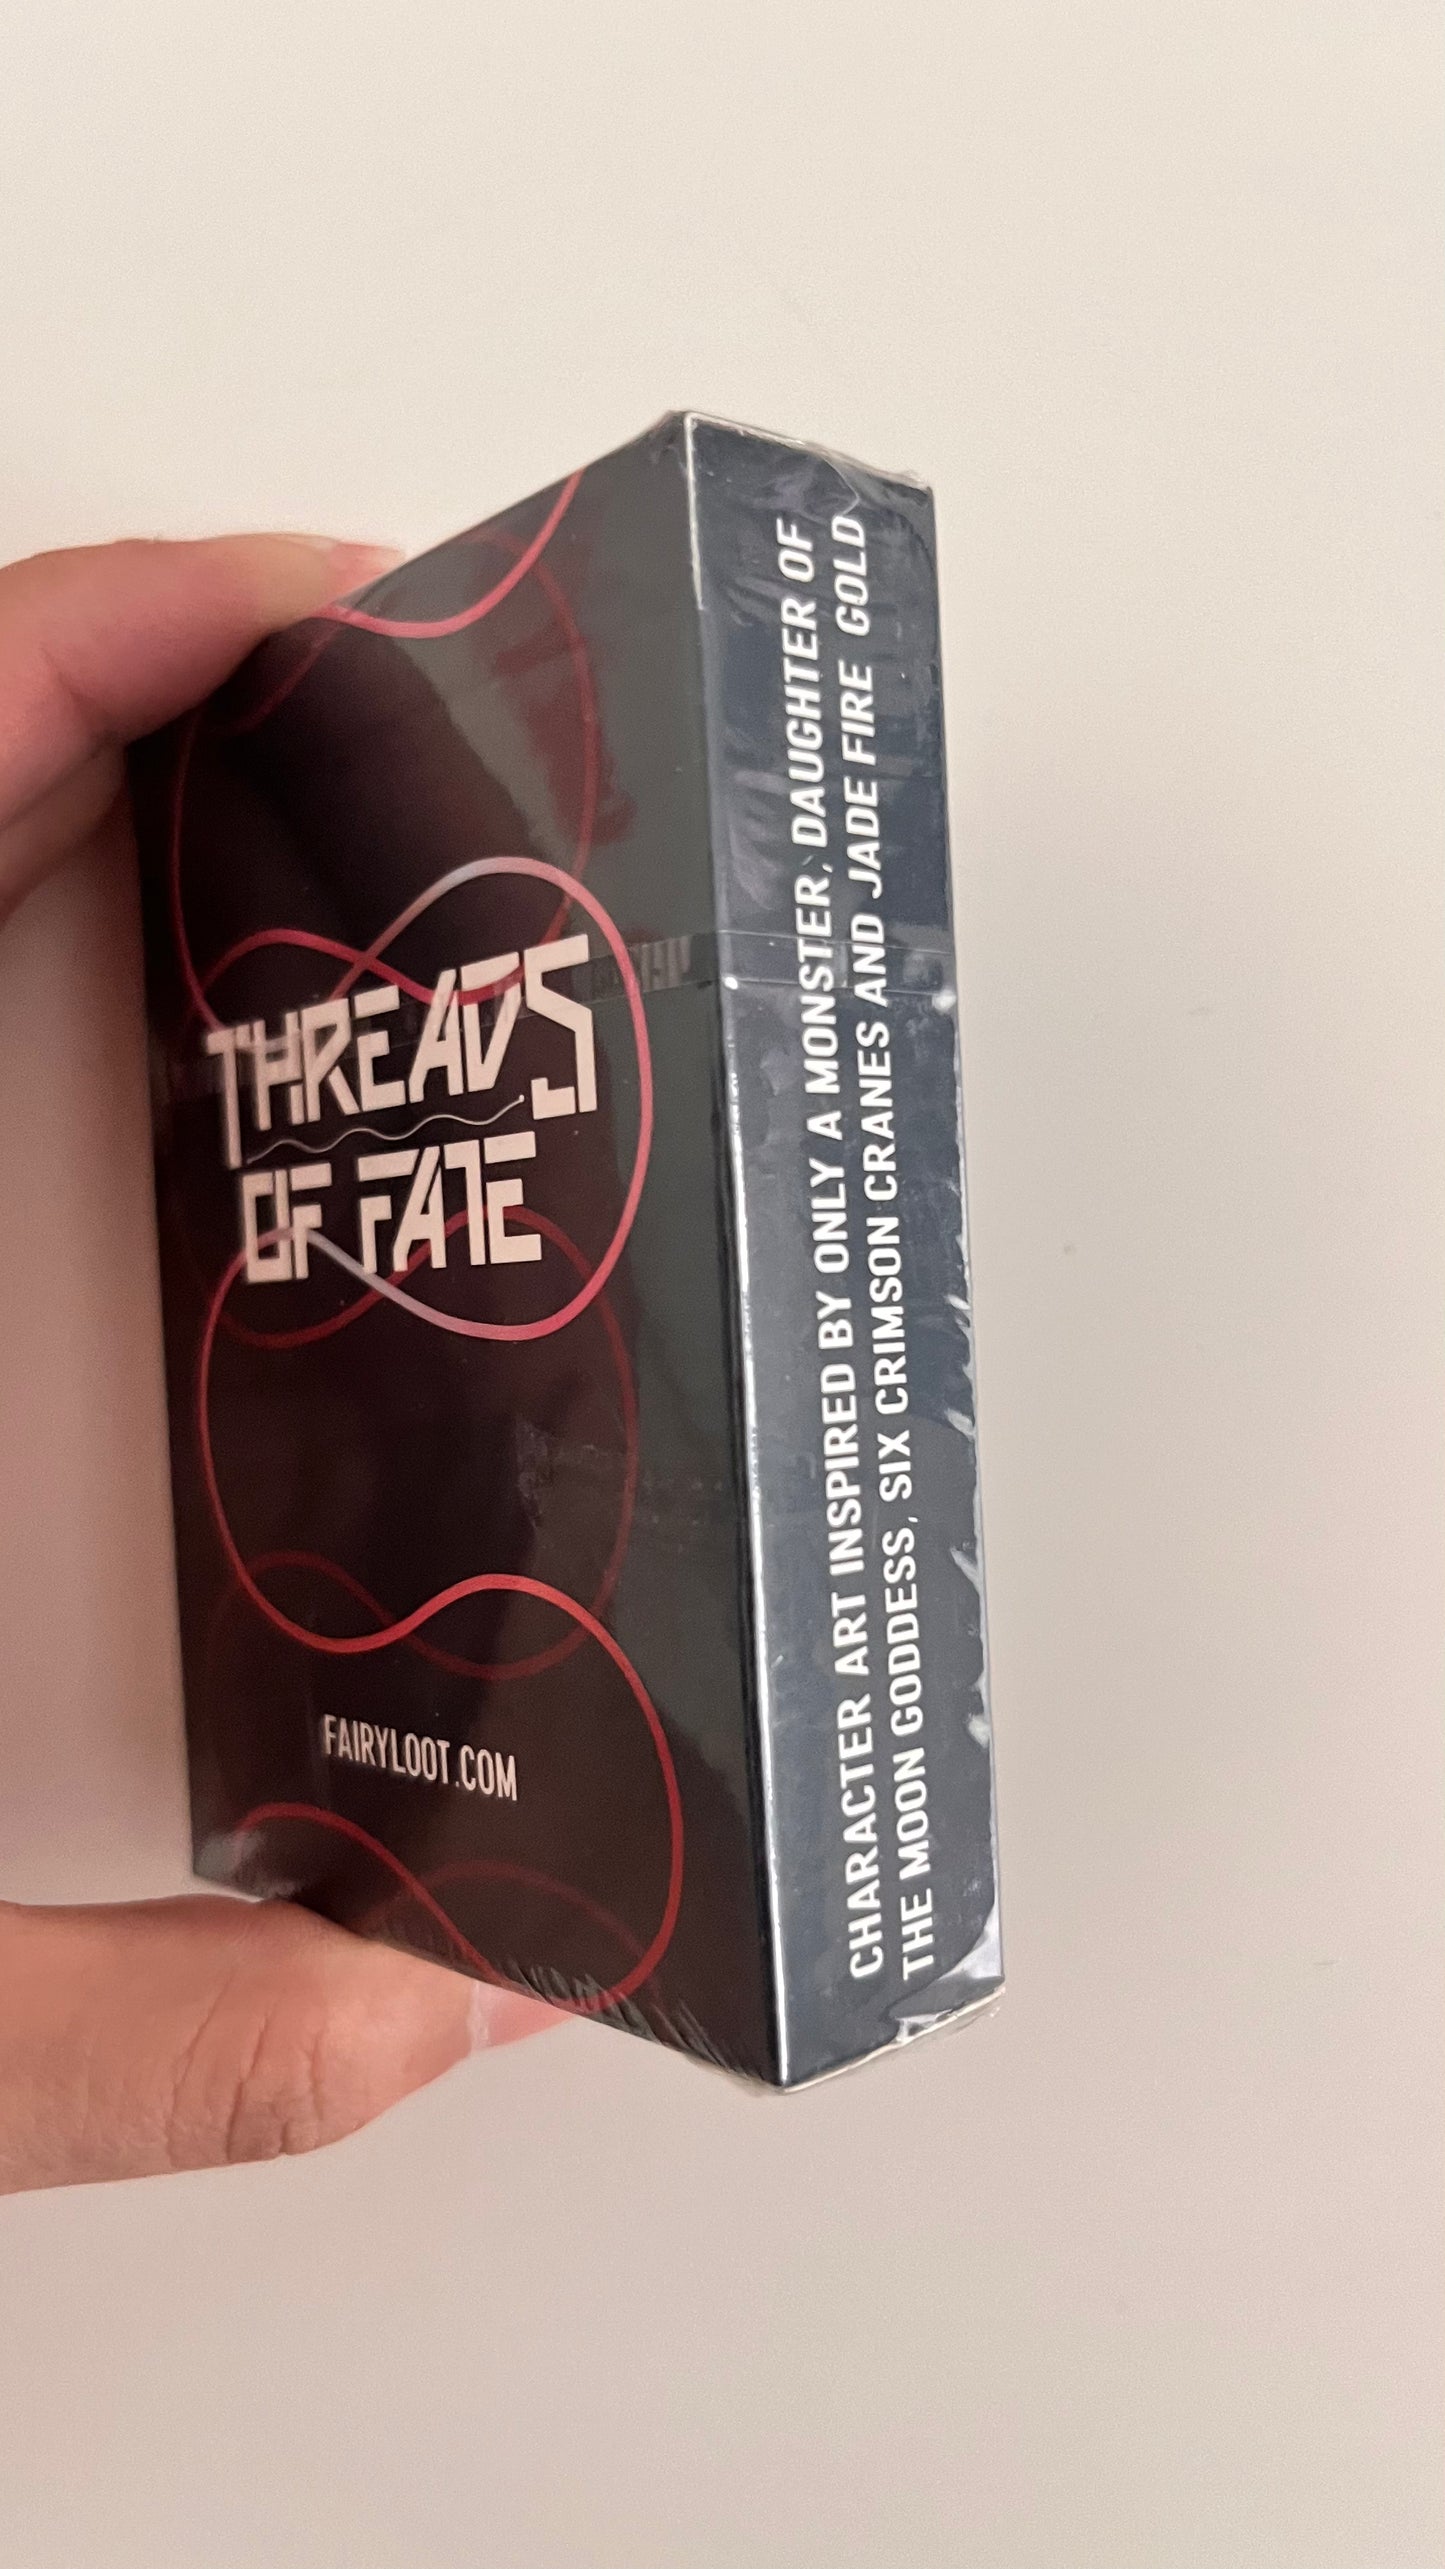 THREADS
OF FATE
FAIRYLOOT.COM
CHARACTER ART INSPIRED BY ONLY A MONSTER, DAUGHTER OF
THE MOON GODDESS, SIX CRIMSON CRANES AND JADE FIRE GOLD